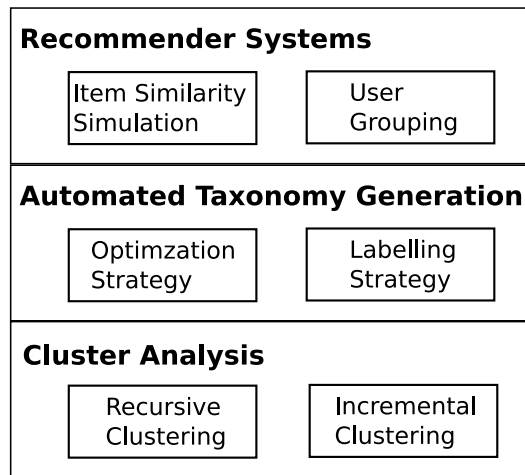 Recommender Systems
Item Similarity
Simulation
User
Grouping
Automated Taxonomy Generation
Optimzation
Strategy
Labelling
Strategy
Cluster Analysis
Recursive
Clustering
Incremental
Clustering